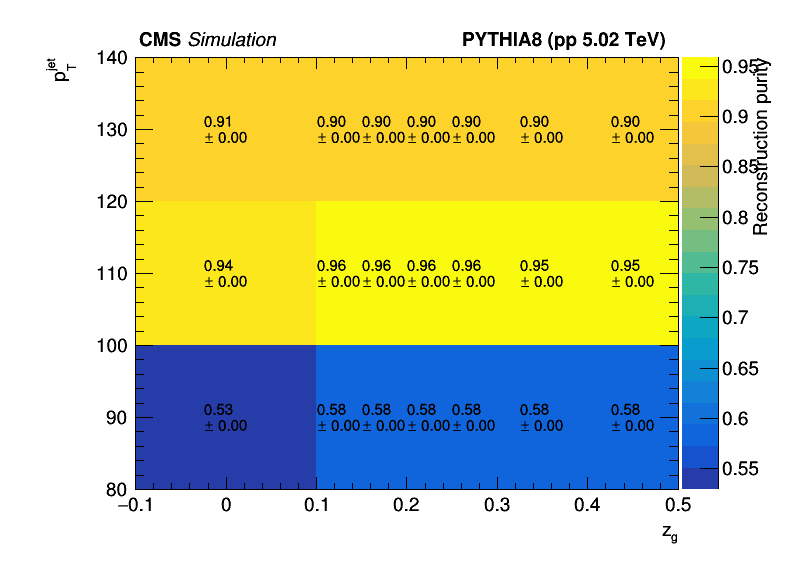 CMS Simulation PYTHIA8 (pp 5.02 TeV)
p_T^jet
140
130
120
110
100
90
80
0.91 0.90 0.90 0.90 0.90 0.90 0.90
± 0.00 ± 0.00 ± 0.00 ± 0.00 ± 0.00 ± 0.00 ± 0.00
0.94 0.96 0.96 0.96 0.96 0.95 0.95
± 0.00 ± 0.00 ± 0.00 ± 0.00 ± 0.00 ± 0.00 ± 0.00
0.53 0.58 0.58 0.58 0.58 0.58 0.58
± 0.00 ± 0.00 ± 0.00 ± 0.00 ± 0.00 ± 0.00 ± 0.00
−0.1 0 0.1 0.2 0.3 0.4 0.5
z_g
0.95
0.9
0.85
0.8
0.75
0.7
0.65
0.6
0.55
Reconstruction purity